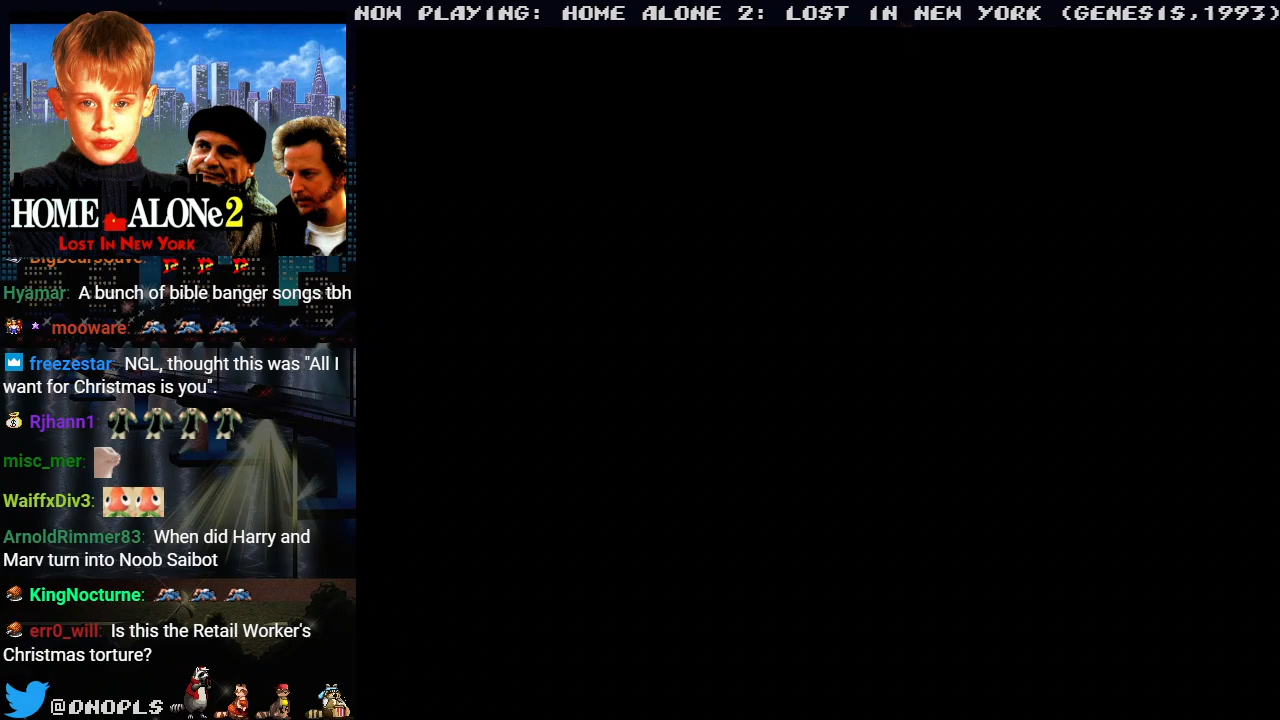 NOW PLAYING: HOME ALONE 2: LOST IN NEW YORK (GENESIS,1993)
HOME ALONe 2
LOST IN NEW YORK
Hyamar: A bunch of bible banger songs tbh
mooware:
freezestar: NGL, thought this was "All I
want for Christmas is you".
Rjhann1:
misc_mer:
WaiffxDiv3:
ArnoldRimmer83: When did Harry and
Marv turn into Noob Saibot
KingNocturne:
err0_will: Is this the Retail Worker's
Christmas torture?